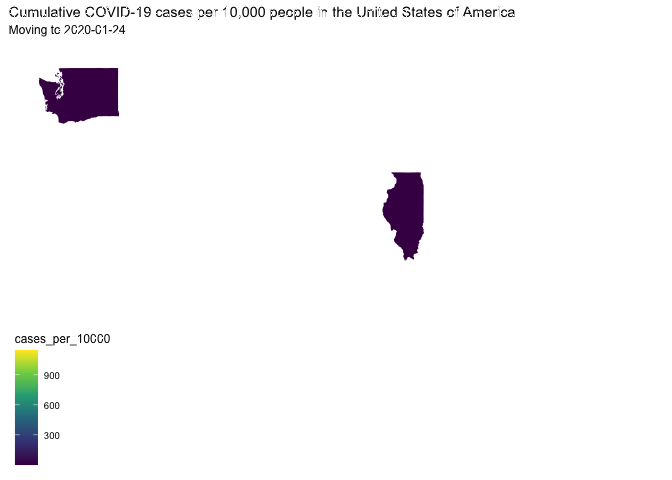 Cumulative COVID-19 cases per 10,000 people in the United States of America
Moving to 2020-01-24
cases_per_10000
900
600
300